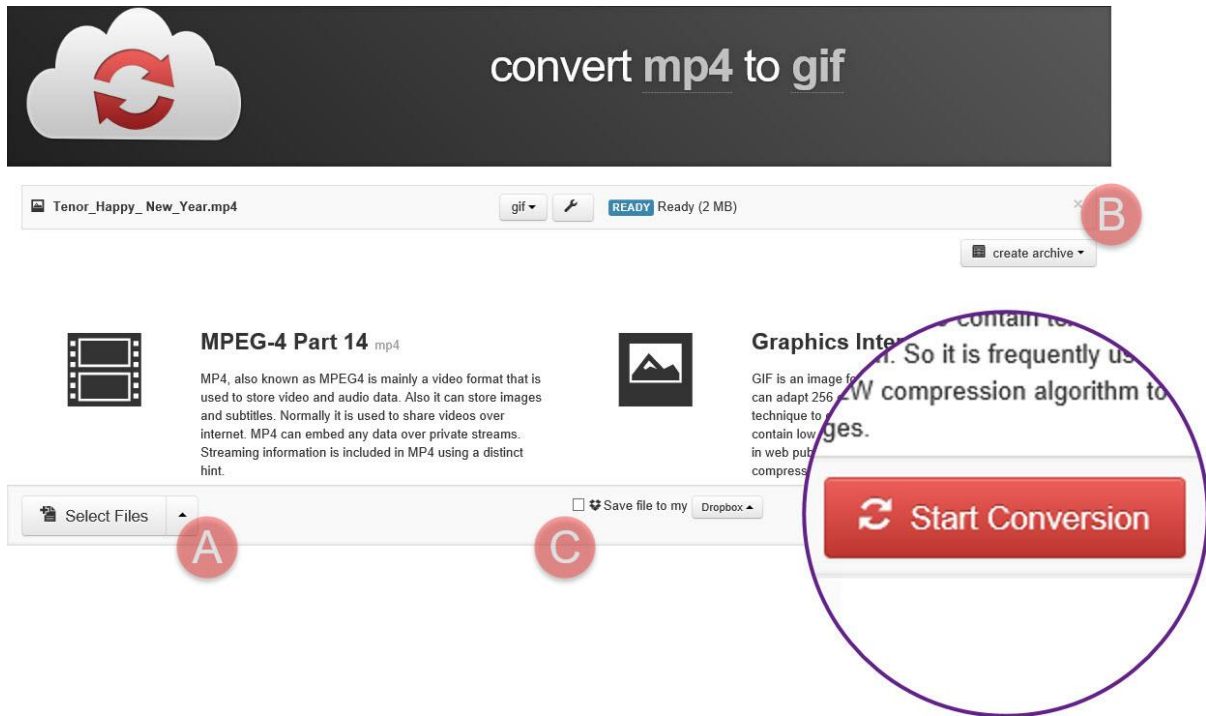 convert mp4 to gif
Tenor_Happy_ New_Year.mp4
gif
READY Ready (2 MB)
B
create archive
MPEG-4 Part 14 mp4
MP4, also known as MPEG4 is mainly a video format that is
used to store video and audio data. Also it can store images
and subtitles. Normally it is used to share videos over
internet. MP4 can embed any data over private streams.
Streaming information is included in MP4 using a distinct
hint.
Graphics
GIF is an image
can adapt 256
technique to
contain low
in web
contain
So it is frequently
compression algorithm to
Select Files
A
Save file to my Dropbox
C
Start Conversion